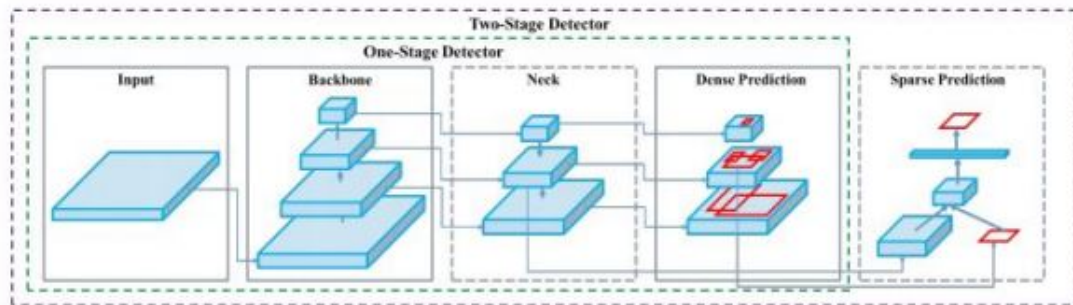 Two-Stage Detector
One-Stage Detector
Input
Backbone
Neck
Dense Prediction
Sparse Prediction